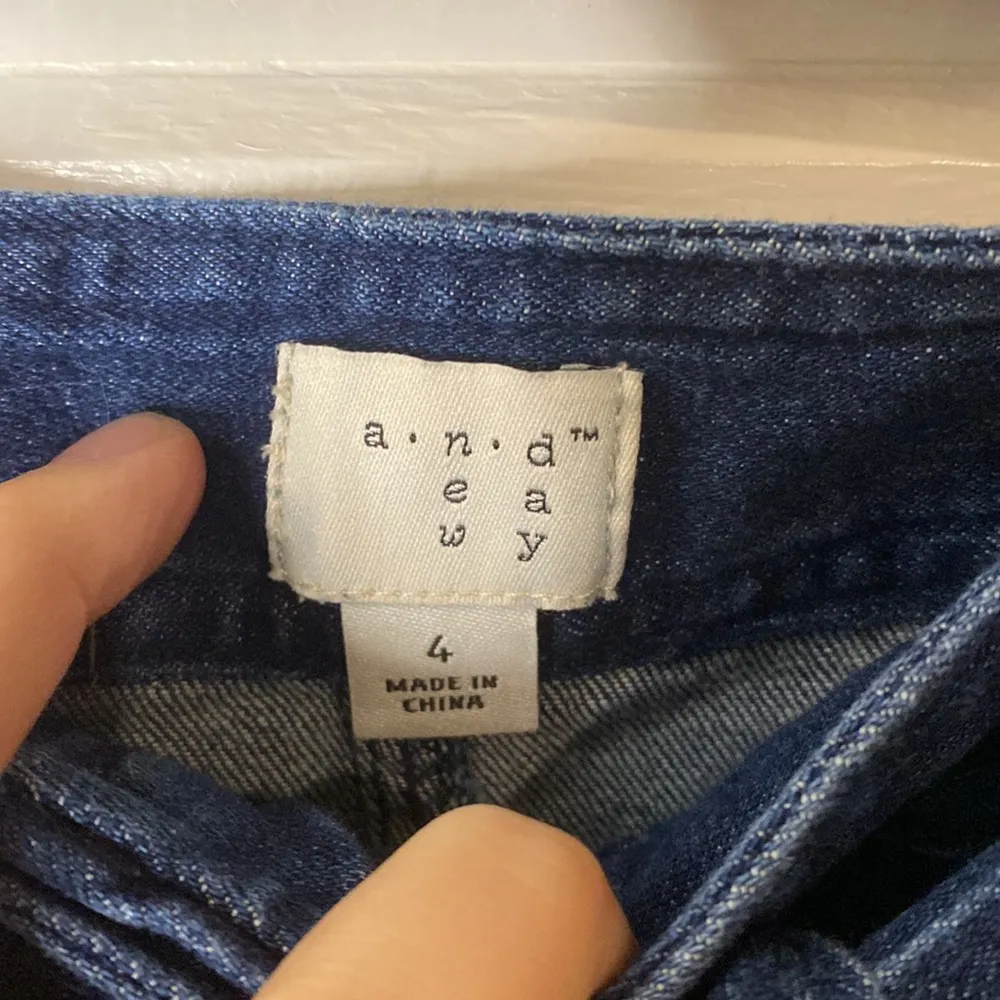 a · n · d™
e a
w y
4
MADE IN
CHINA